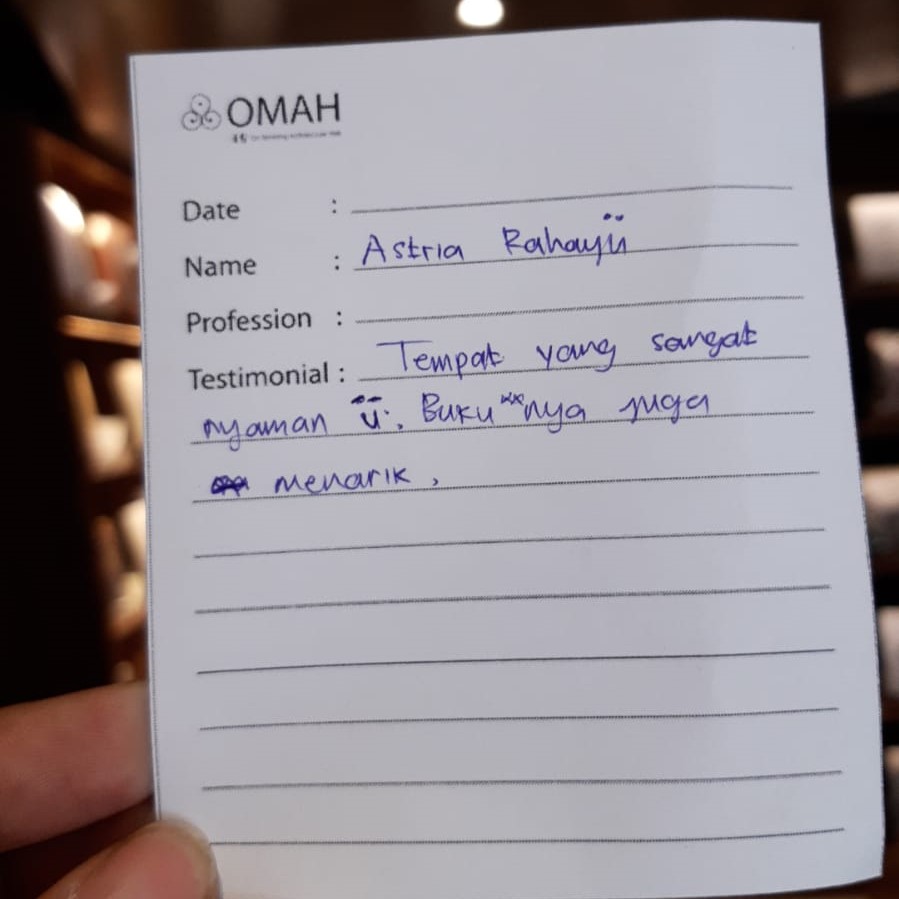 OMAH
Date :
Name : Astria Rahayu
Profession :
Testimonial : Tempat yang sangat
nyaman ü. Buku"nya juga
menarik,